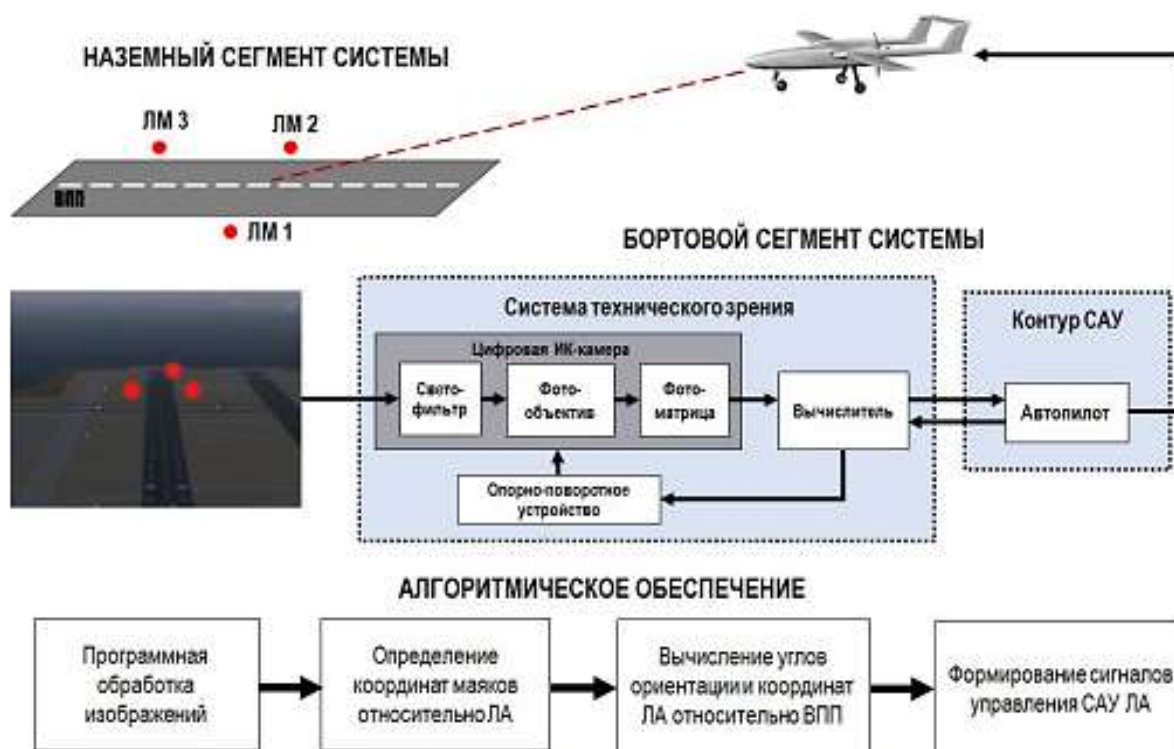 НАЗЕМНЫЙ СЕГМЕНТ СИСТЕМЫ
ЛМ 3
ЛМ 2
ВПП
ЛМ 1
БОРТОВОЙ СЕГМЕНТ СИСТЕМЫ
Система технического зрения
Контур САУ
Цифровая ИК-камера
Свето-
фильтр
Фото-
объектив
Фото-
матрица
Вычислитель
Автопилот
Опорно-поворотное
устройство
АЛГОРИТМИЧЕСКОЕ ОБЕСПЕЧЕНИЕ
Программная
обработка
изображений
Определение
координат маяков
относительно ЛА
Вычисление углов
ориентации и координат
ЛА относительно ВПП
Формирование сигналов
управления САУ ЛА